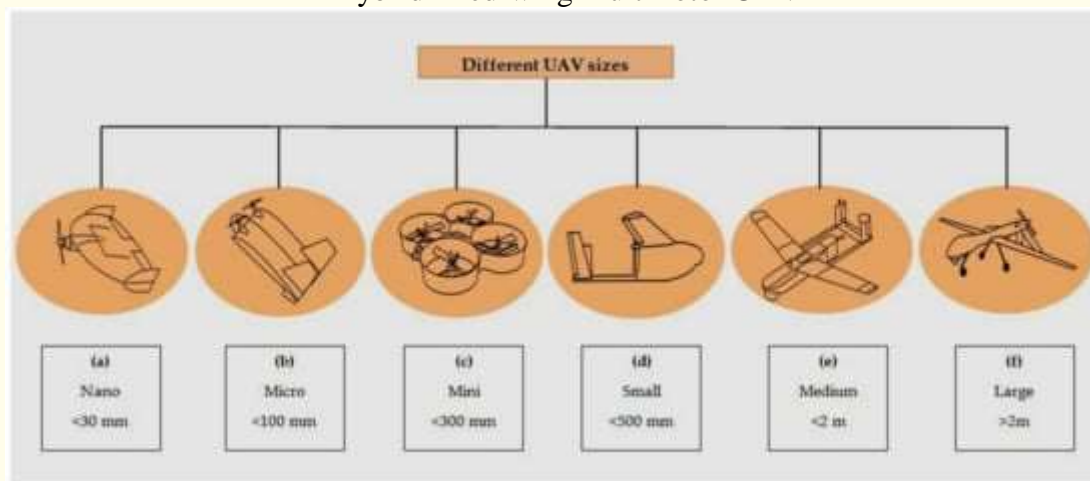 Different UAV sizes
(a)
Nano
<30 mm
(b)
Micro
<100 mm
(c)
Mini
<300 mm
(d)
Small
<500 mm
(e)
Medium
<2 m
(f)
Large
>2m